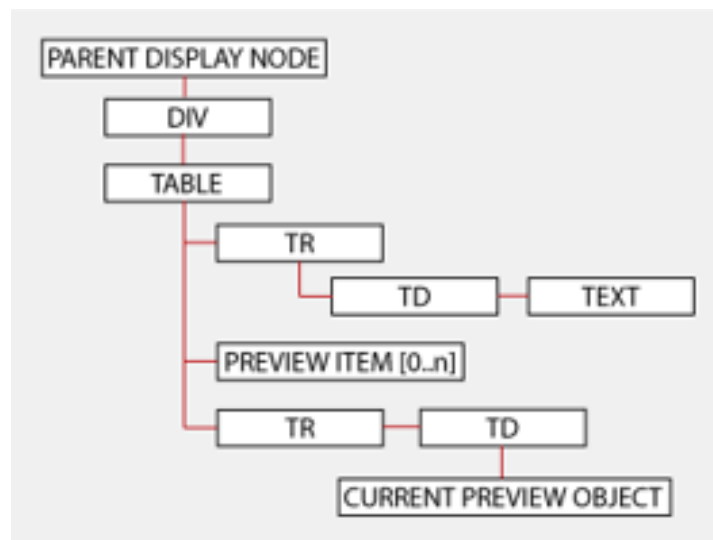 PARENT DISPLAY NODE
DIV
TABLE
TR
TD
TEXT
PREVIEW ITEM [0..n]
TR
TD
CURRENT PREVIEW OBJECT